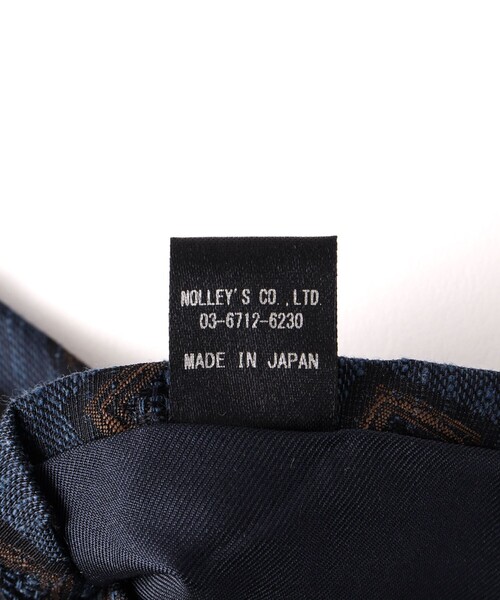 NOLLEY'S CO.,LTD.
03-6712-6230
MADE IN JAPAN